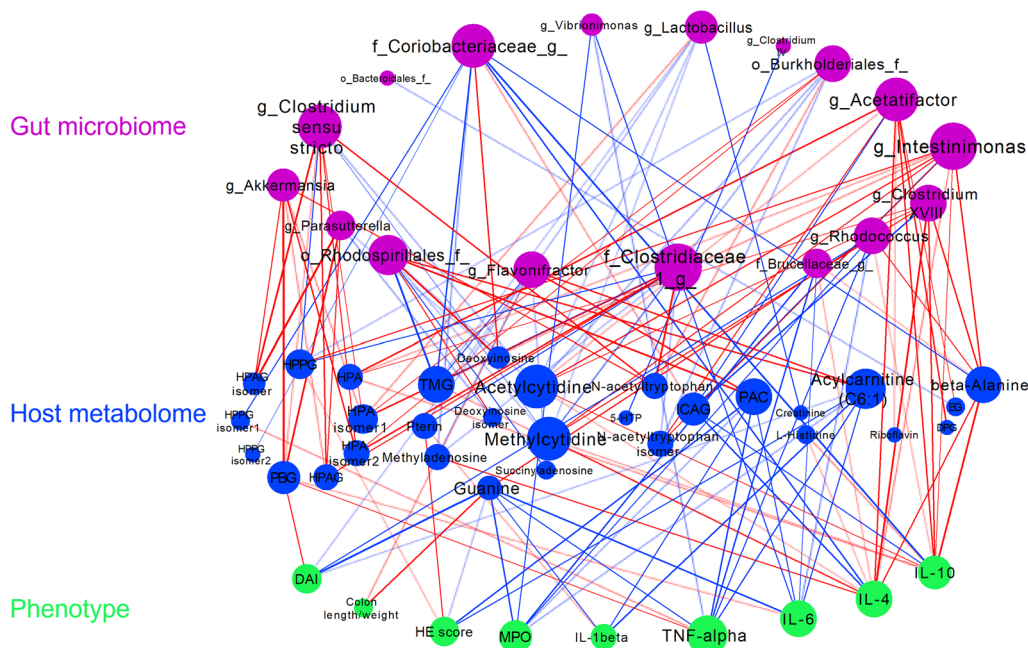 g_Vibrionimonas
g_Lactobacillus
f_Coriobacteriaceae_g_
g_Clostridium
IV
o_Burkholderiales_f_
o_Bacteroidales_f_
g_Acetatifactor
g_Clostridium
sensu
stricto
Gut microbiome
g_Intestinimonas
g_Akkermansia
g_Clostridium
XVIII
g_Parasutterella
g_Rhodococcus
o_Rhodospirillales_f_
f_Clostridiaceae
1_g_
g_Flavonifractor
f_Brucellaceae_g_
Deoxyinosine
HPPG
HPAG
isomer
HPA
TMG
Acetylcytidine
N-acetyltryptophan
PAC
Acylcarnitine
(C6:1)
beta-Alanine
Host metabolome
HPPG
isomer1
HPA
isomer1
Pterin
Deoxyinosine
isomer
5-HTP
ICAG
Creatinine
BG
DPG
Methylcytidine
N-acetyltryptophan
isomer
L-Histidine
Riboflavin
HPPG
isomer2
HPA
isomer2
Methyladenosine
Succinyladenosine
PBG
HPAG
Guanine
DAI
IL-10
Phenotype
Colon
length/weight
IL-4
HE score
MPO
IL-1beta
TNF-alpha
IL-6